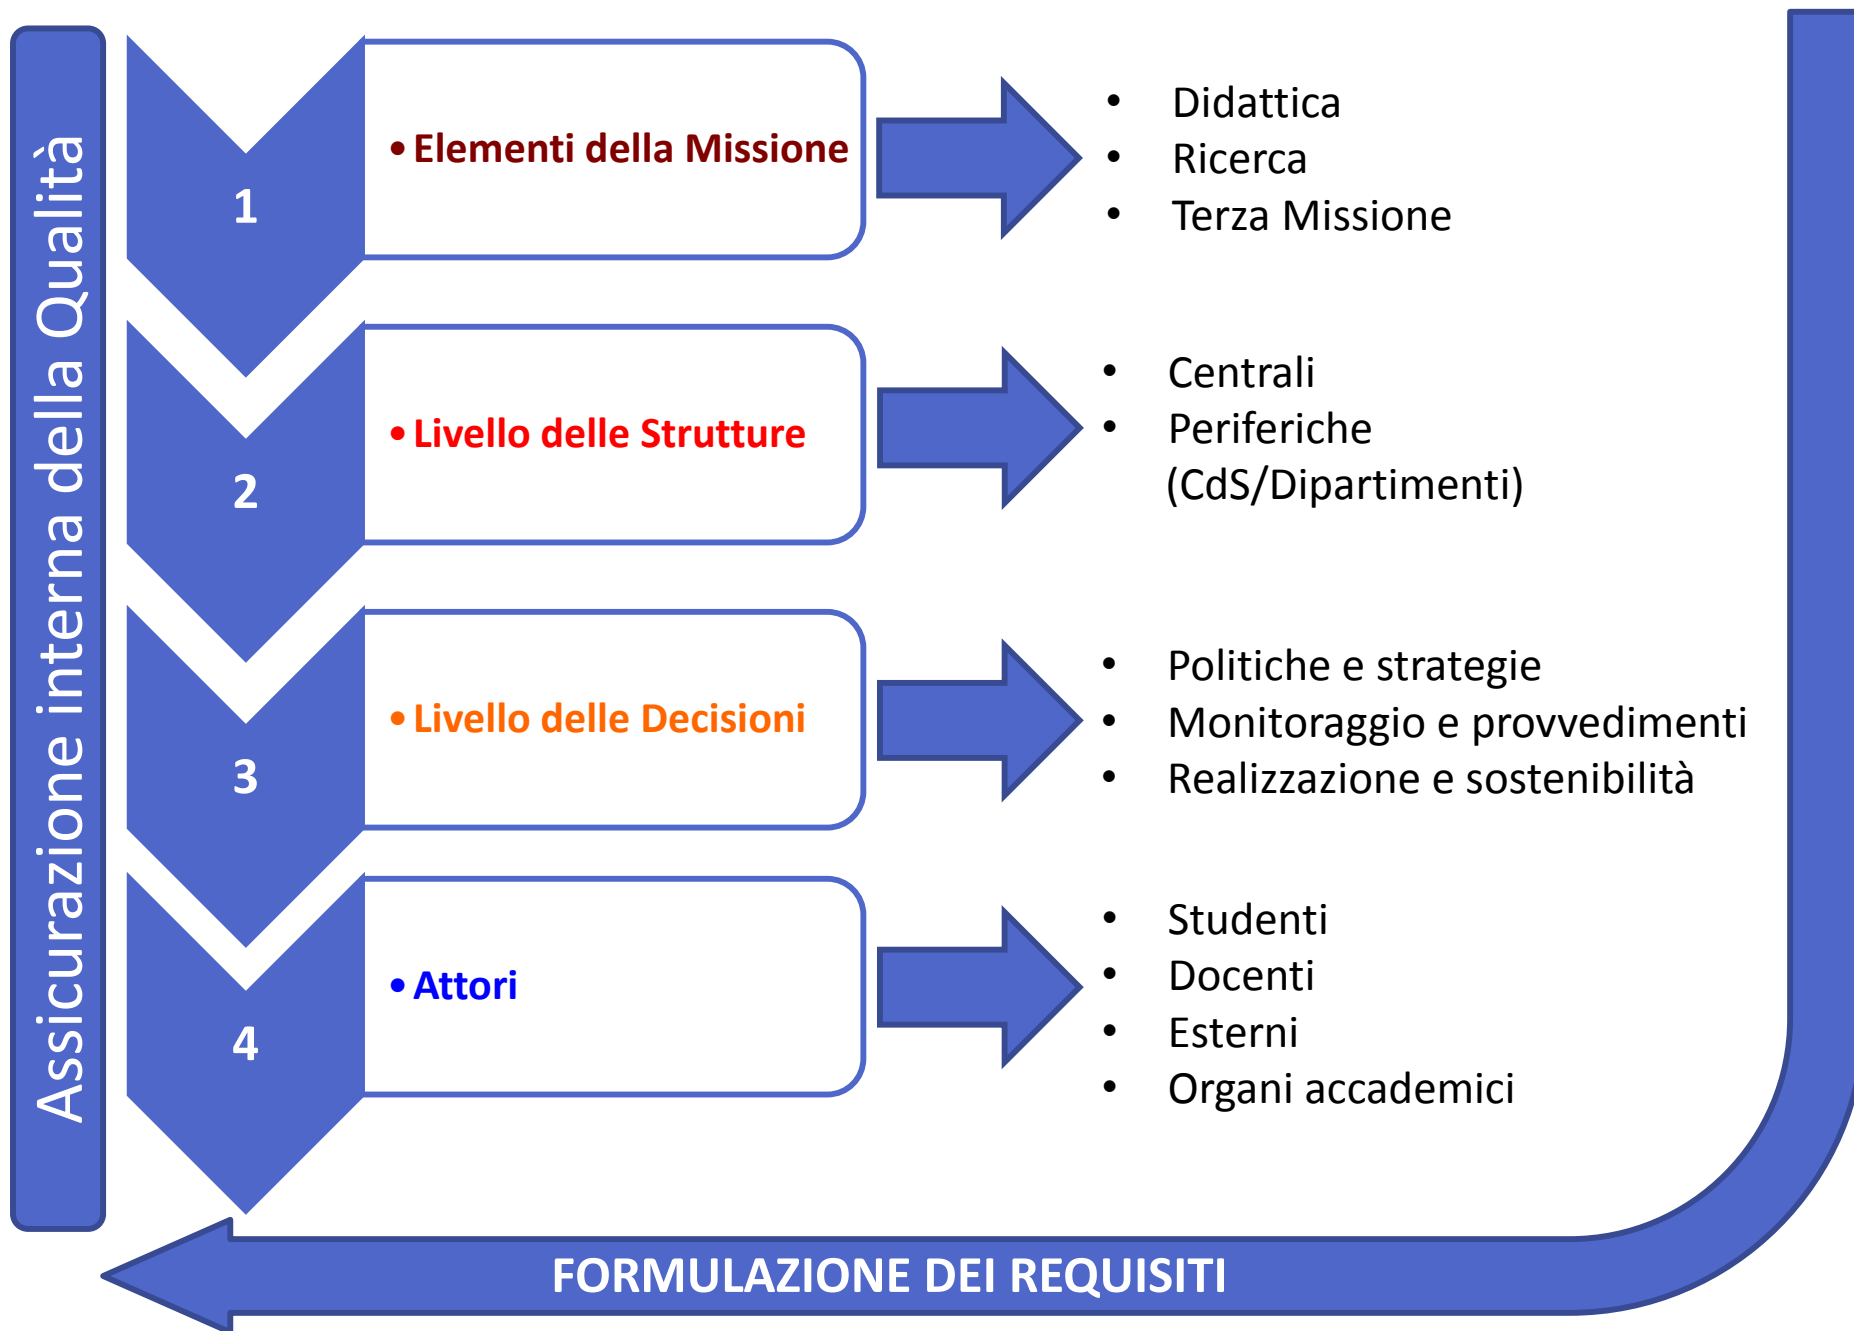 Assicurazione interna della Qualità
1
• Elementi della Missione
• Didattica
• Ricerca
• Terza Missione
2
• Livello delle Strutture
• Centrali
• Periferiche
(CdS/Dipartimenti)
3
• Livello delle Decisioni
• Politiche e strategie
• Monitoraggio e provvedimenti
• Realizzazione e sostenibilità
4
• Attori
• Studenti
• Docenti
• Esterni
• Organi accademici
FORMULAZIONE DEI REQUISITI